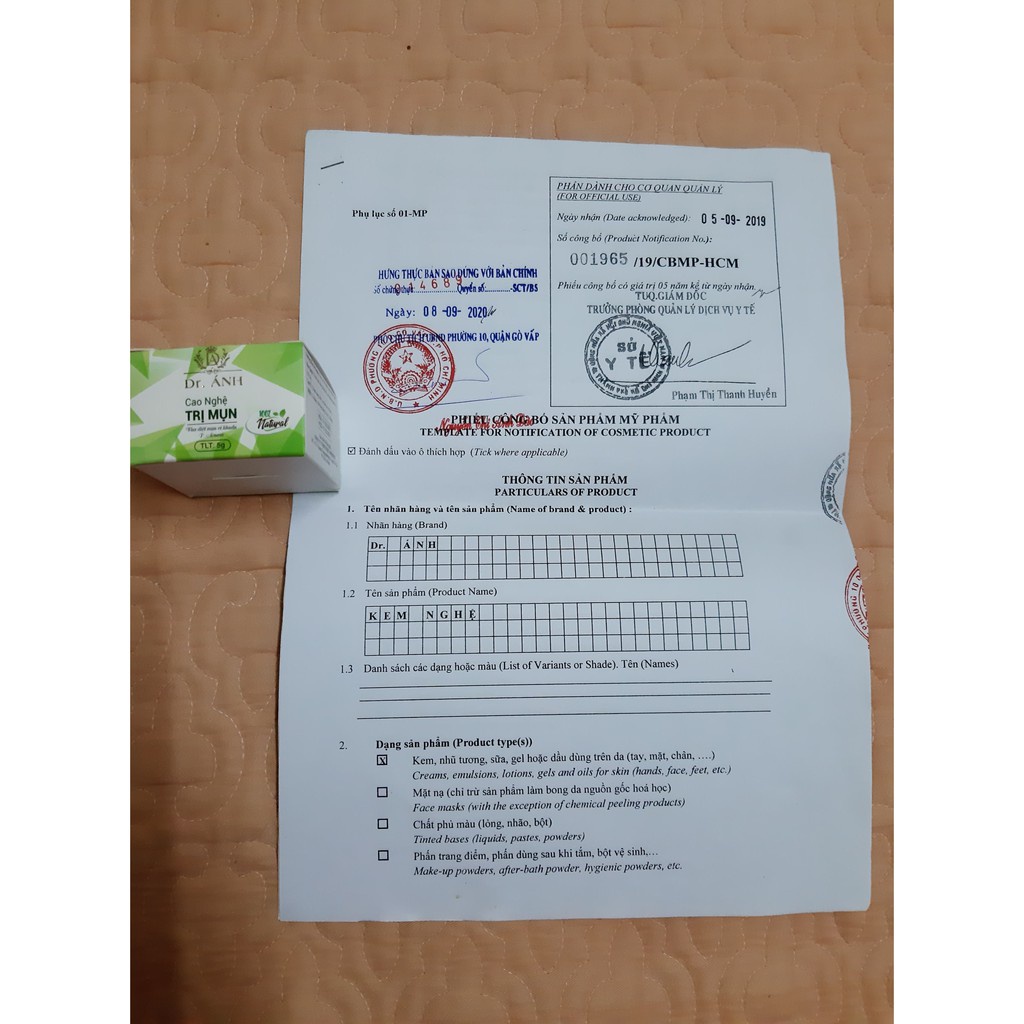 Phụ lục số 01-MP
PHẦN DÀNH CHO CƠ QUAN QUẢN LÝ
(FOR OFFICIAL USE)
Ngày nhận (Date acknowledged): 05-09-2019
Số công bố (Product Notification No.):
001965 /19/CBMP-HCM
Phiếu công bố có giá trị 05 năm kể từ ngày nhận
TUQ.GIÁM ĐỐC
TRƯỞNG PHÒNG QUẢN LÝ DỊCH VỤ Y TẾ
SỞ
Y TẾ
Phạm Thị Thanh Huyền
HỨNG THỰC BẢN SAO ĐÚNG VỚI BẢN CHÍNH
014689 Quyển số: -SCT/BS
Ngày: 08-09-2020
PHÓ CHỦ TỊCH UBND PHƯỜNG 10, QUẬN GÒ VẤP
Dr. ÁNH
Cao Nghệ
TRỊ MỤN
100%
Natural
TLT: 5g
PHIẾU CÔNG BỐ SẢN PHẨM MỸ PHẨM
TEMPLATE FOR NOTIFICATION OF COSMETIC PRODUCT
☑ Đánh dấu vào ô thích hợp (Tick where applicable)
THÔNG TIN SẢN PHẨM
PARTICULARS OF PRODUCT
1. Tên nhãn hàng và tên sản phẩm (Name of brand & product) :
1.1 Nhãn hàng (Brand)
Dr. ÁNH
1.2 Tên sản phẩm (Product Name)
KEM NGHỆ
1.3 Danh sách các dạng hoặc màu (List of Variants or Shade). Tên (Names)
2. Dạng sản phẩm (Product type(s))
☒ Kem, nhũ tương, sữa, gel hoặc dầu dùng trên da (tay, mặt, chân, ….)
Creams, emulsions, lotions, gels and oils for skin (hands, face, feet, etc.)
☐ Mặt nạ (chỉ trừ sản phẩm làm bong da nguồn gốc hoá học)
Face masks (with the exception of chemical peeling products)
☐ Chất phủ màu (lỏng, nhão, bột)
Tinted bases (liquids, pastes, powders)
☐ Phấn trang điểm, phấn dùng sau khi tắm, bột vệ sinh,…
Make-up powders, after-bath powder, hygienic powders, etc.